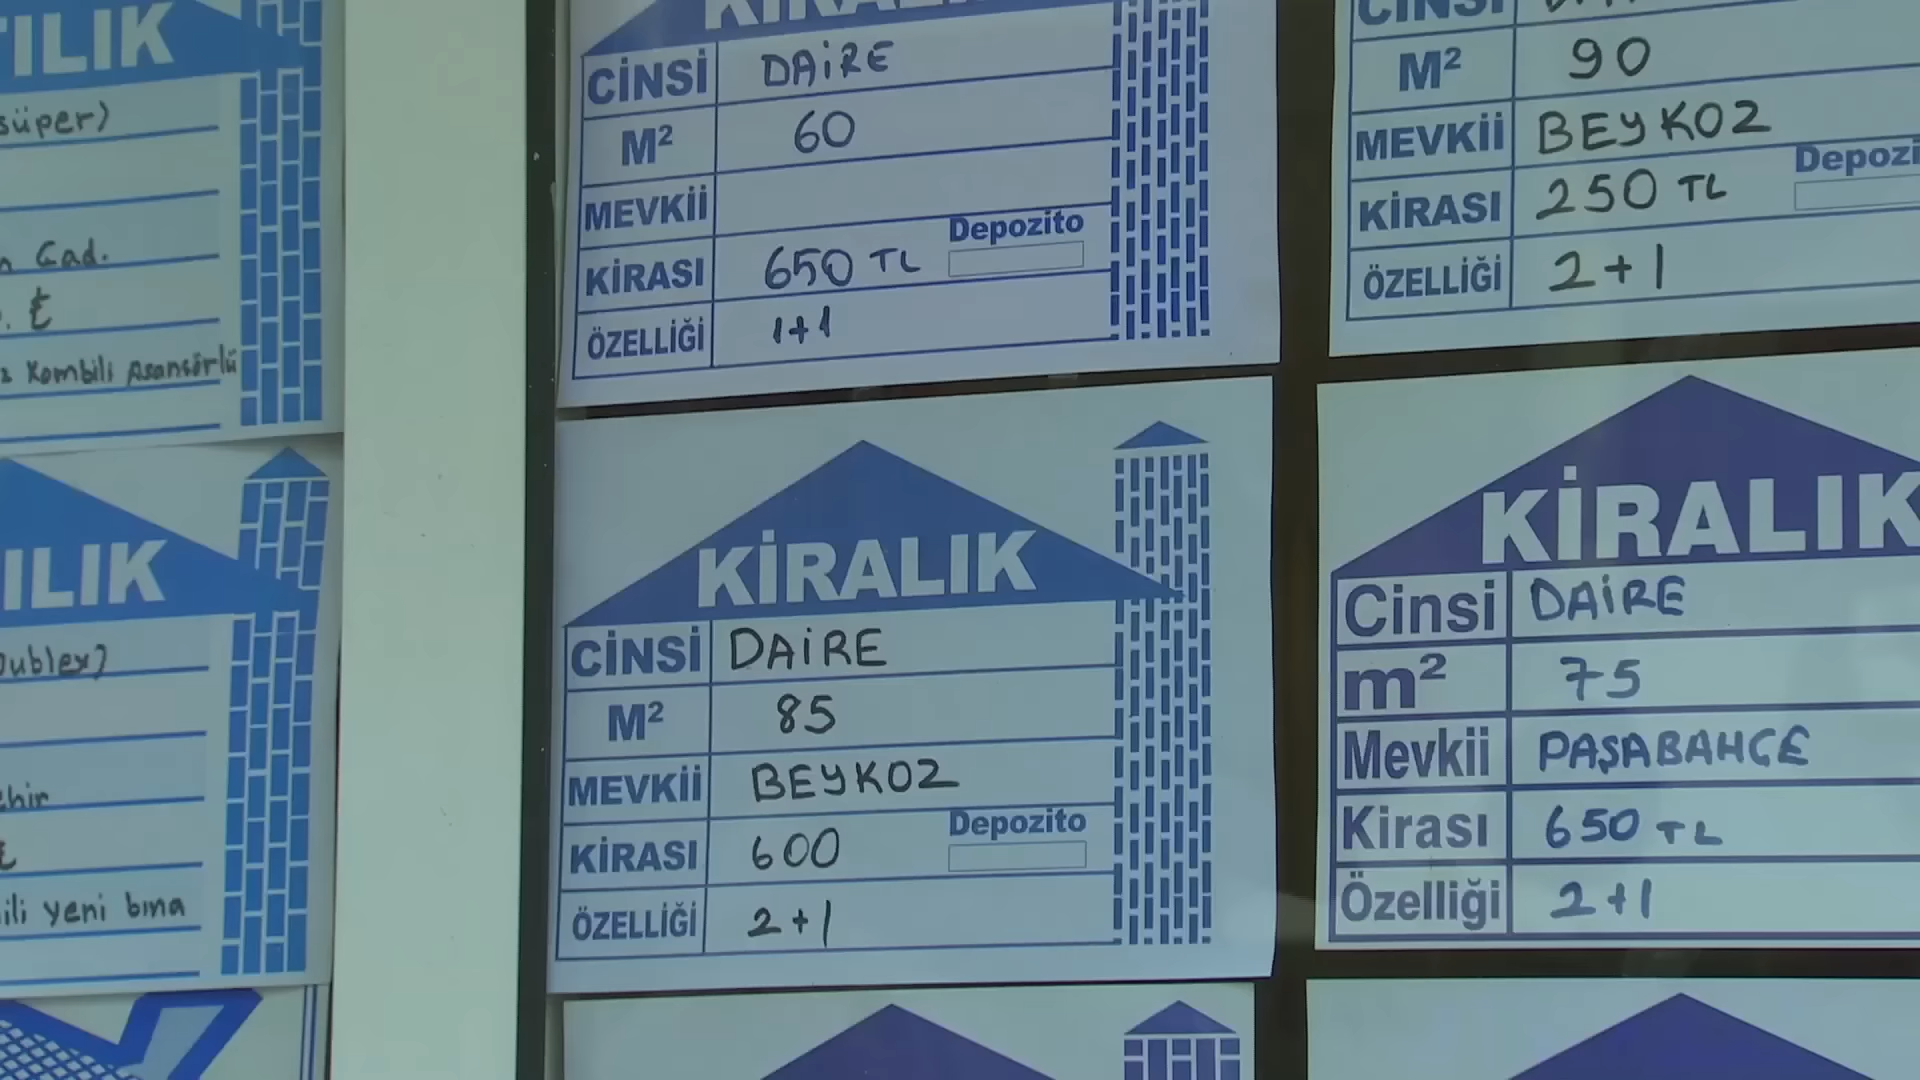 süper)
Cad.
₺
Kombili Asansörlü
ILIK
yeni bina
KİRALIK
CİNSİ DAİRE
M² 60
MEVKİİ
KİRASI 650 TL Depozito
ÖZELLİĞİ 1+1
KİRALIK
CİNSİ DAİRE
M² 85
MEVKİİ BEYKOZ
KİRASI 600 Depozito
ÖZELLİĞİ 2+1
CİNSİ
M² 90
MEVKİİ BEYKOZ
KİRASI 250 TL Depozi
ÖZELLİĞİ 2+1
KİRALIK
Cinsi DAİRE
m² 75
Mevkii PAŞABAHÇE
Kirası 650 TL
Özelliği 2+1